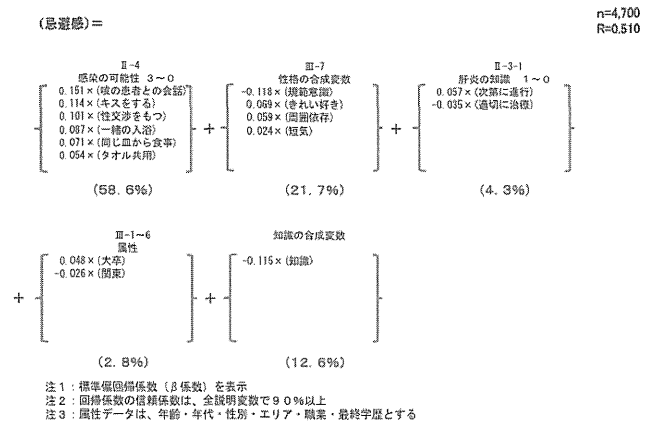 (忌避感)＝
n=4,700
R=0.510
Ⅱ-4
感染の可能性 3～0
0.151×(咳の患者との会話)
0.114×(キスをする)
0.101×(性交渉をもつ)
0.087×(一緒の入浴)
0.071×(同じ皿から食事)
0.054×(タオル共用)
(58.6%)
＋
Ⅲ-7
性格の合成変数
-0.118×(規範意識)
0.069×(きれい好き)
0.059×(周囲依存)
0.024×(短気)
(21.7%)
＋
Ⅱ-3-1
肝炎の知識 1～0
0.057×(次第に進行)
-0.035×(適切に治療)
(4.3%)
＋
Ⅲ-1～6
属性
0.048×(大卒)
-0.026×(関東)
(2.8%)
＋
知識の合成変数
-0.115×(知識)
(12.6%)
注1：標準偏回帰係数（β係数）を表示
注2：回帰係数の信頼係数は、全説明変数で90%以上
注3：属性データは、年齢・年代・性別・エリア・職業・最終学歴とする